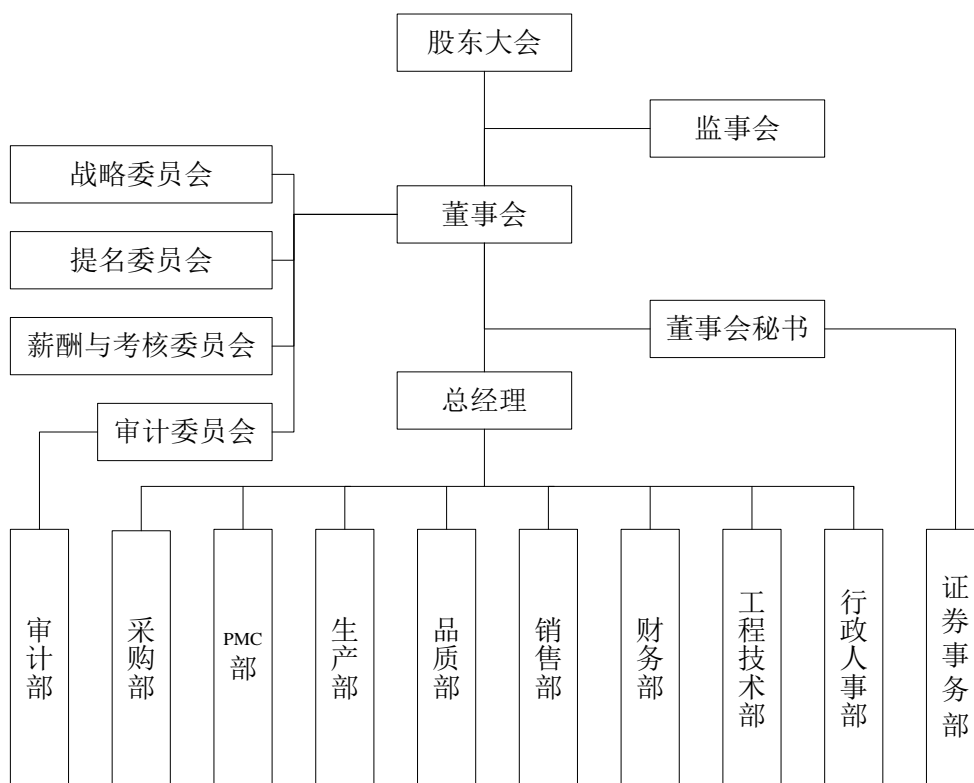 股东大会
监事会
战略委员会
董事会
提名委员会
董事会秘书
薪酬与考核委员会
总经理
审计委员会
审计部
采购部
PMC
部
生产部
品质部
销售部
财务部
工程技术部
行政人事部
证券事务部